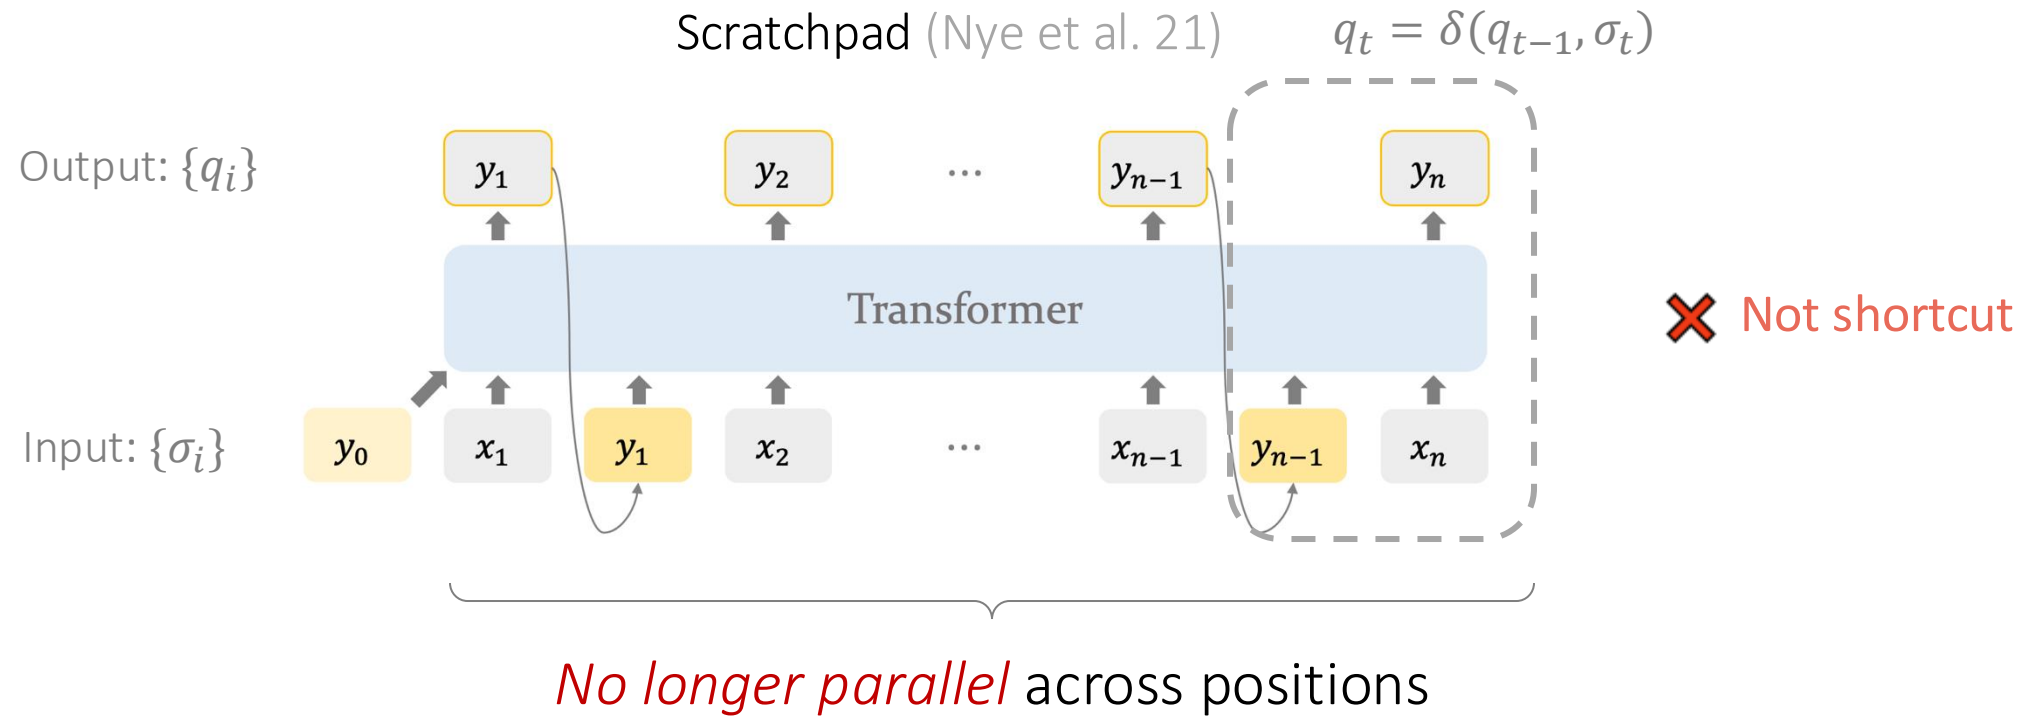 Scratchpad (Nye et al. 21)
q_t = δ(q_{t−1}, σ_t)
Output: {q_i}
y_1 y_2 ... y_{n−1} y_n
Transformer
Not shortcut
Input: {σ_i}
y_0 x_1 y_1 x_2 ... x_{n−1} y_{n−1} x_n
No longer parallel across positions